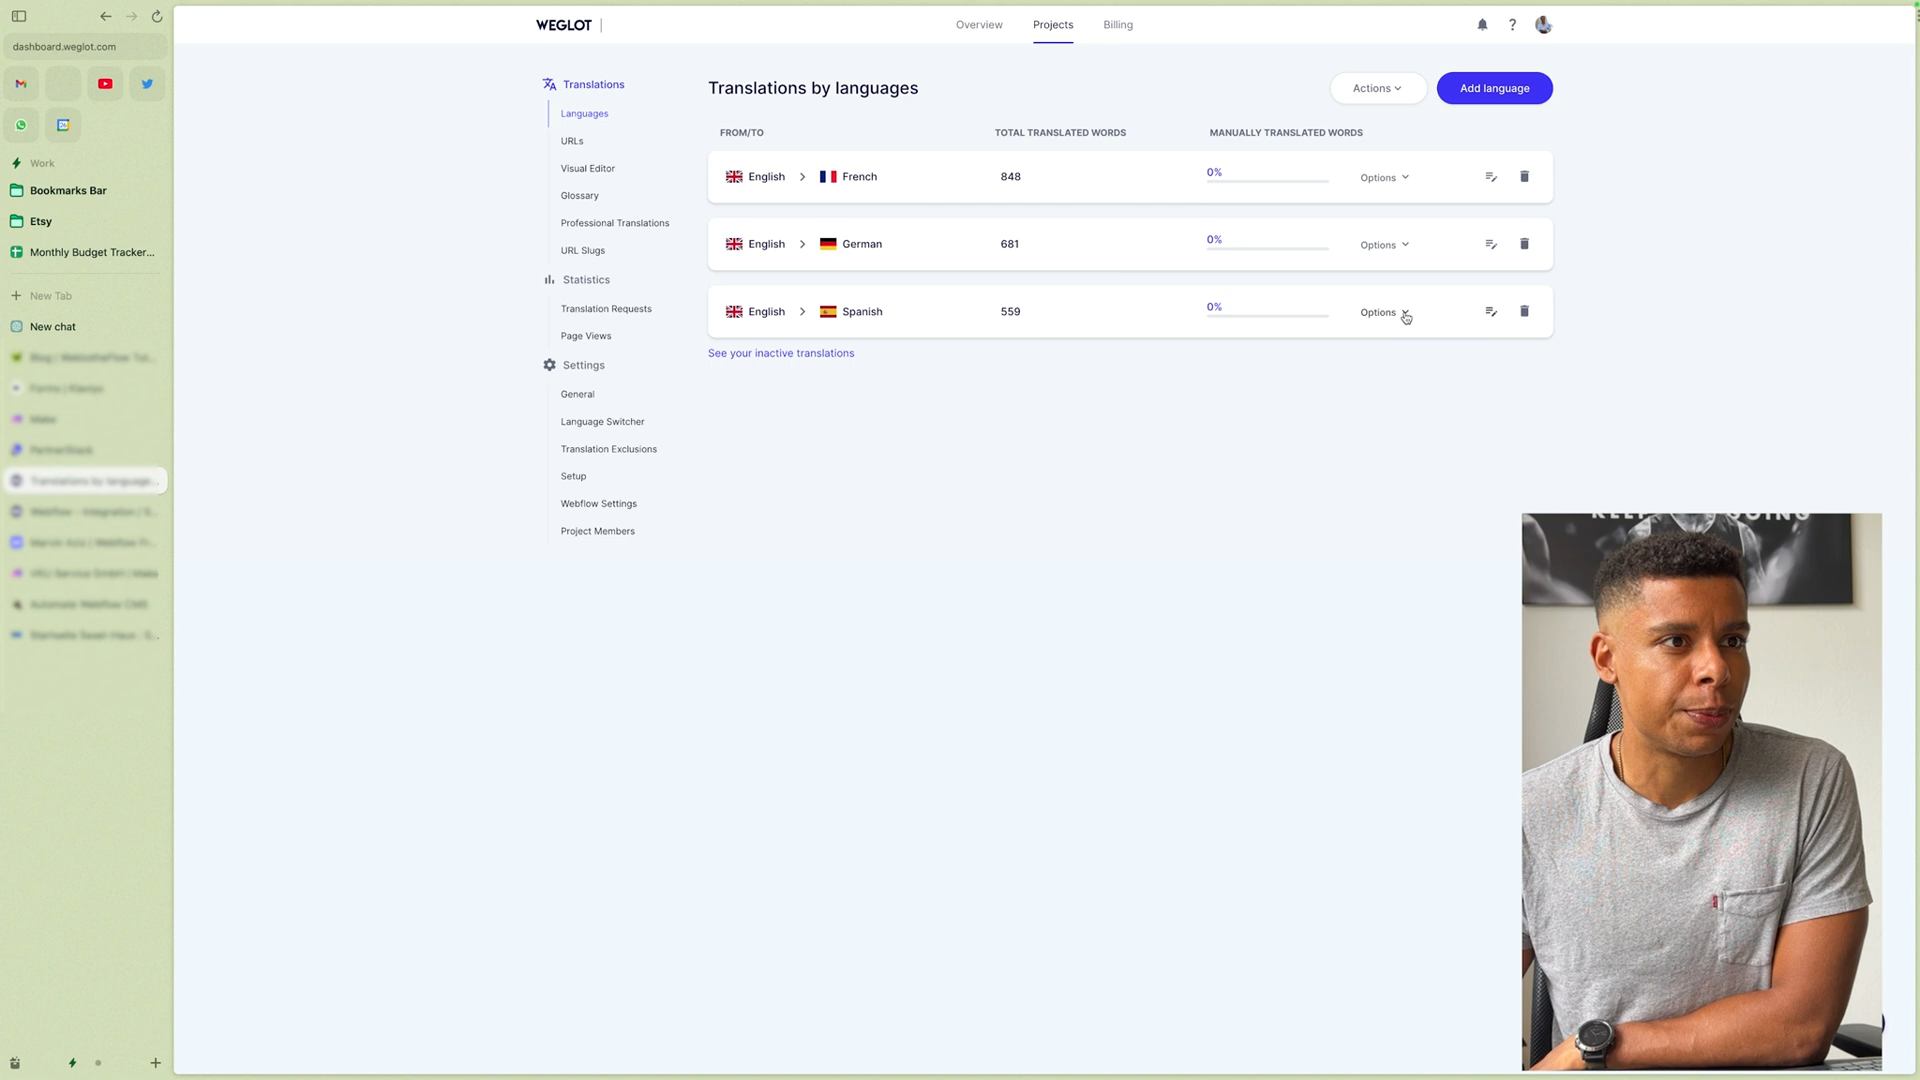 dashboard.weglot.com
Work
Bookmarks Bar
Etsy
Monthly Budget Tracker...
New Tab
New chat
WEGLOT
Overview
Projects
Billing
Translations
Languages
URLs
Visual Editor
Glossary
Professional Translations
URL Slugs
Statistics
Translation Requests
Page Views
Settings
General
Language Switcher
Translation Exclusions
Setup
Webflow Settings
Project Members
Translations by languages
Actions
Add language
FROM/TO
TOTAL TRANSLATED WORDS
MANUALLY TRANSLATED WORDS
English > French
848
0%
Options
English > German
681
0%
Options
English > Spanish
559
0%
Options
See your inactive translations